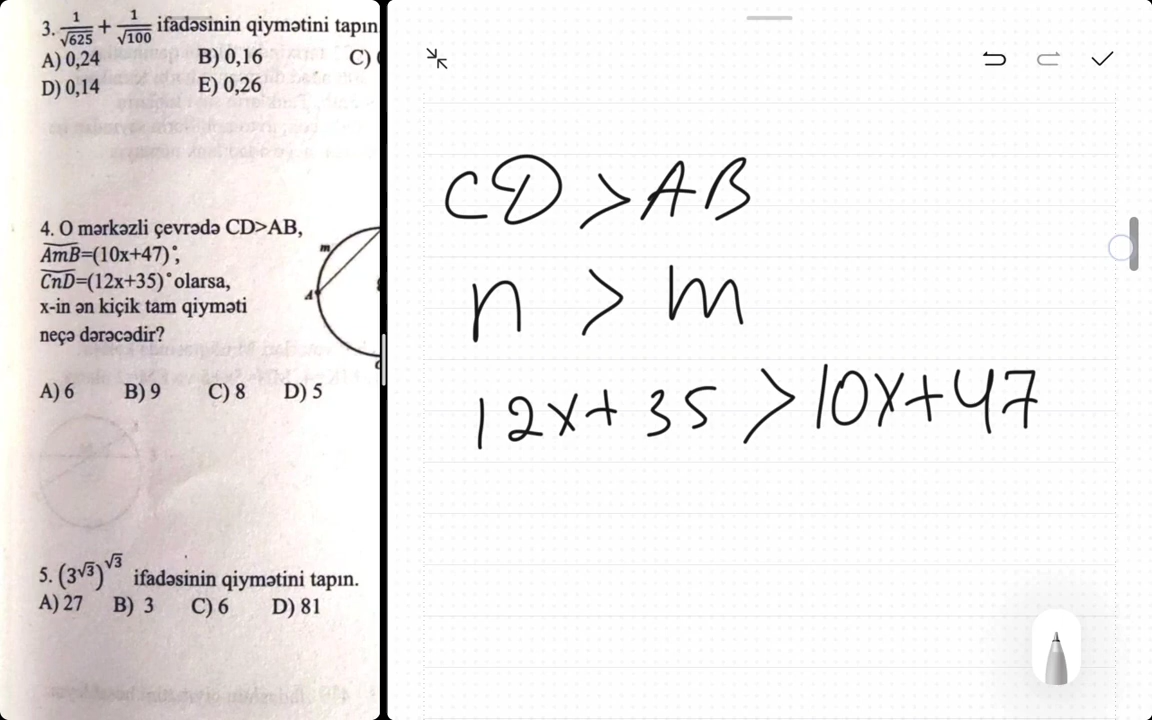 3. 1/√625 + 1/√100 ifadəsinin qiymətini tapın
A) 0,24 B) 0,16 C)
D) 0,14 E) 0,26
4. O mərkəzli çevrədə CD>AB,
AmB=(10x+47)°,
CnD=(12x+35)° olarsa,
x-in ən kiçik tam qiyməti
neçə dərəcədir?
A) 6 B) 9 C) 8 D) 5
m
A
5. (3^√3)^√3 ifadəsinin qiymətini tapın.
A) 27 B) 3 C) 6 D) 81
CD > AB
n > m
12x+35 > 10x+47